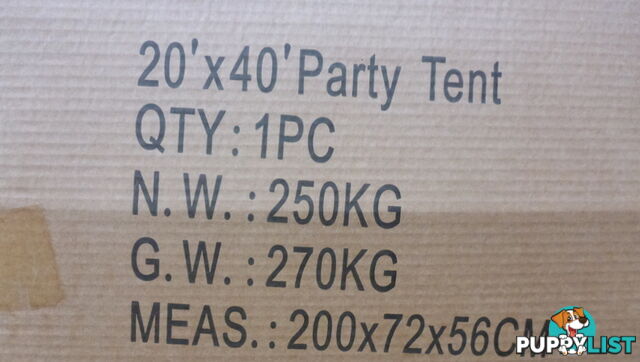 20'x40'Party Tent
QTY: 1PC
N.W.: 250KG
G.W.: 270KG
MEAS.: 200x72x56CM
PUPPYLIST